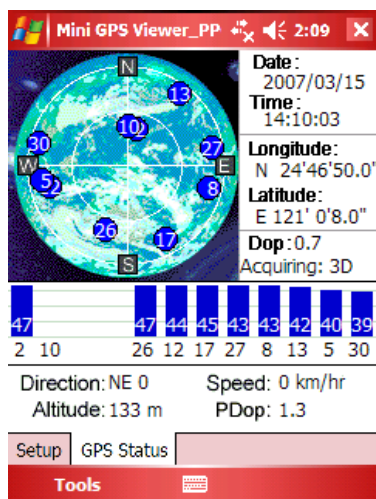 Mini GPS Viewer_PP 2:09
N
13
10 2
30
27
W E
5 2
8
26
17
S
Date:
2007/03/15
Time:
14:10:03
Longitude:
N 24'46'50.0"
Latitude:
E 121' 0'8.0"
Dop:0.7
Acquiring: 3D
47 47 44 45 43 43 42 40 39
2 10 26 12 17 27 8 13 5 30
Direction: NE 0 Speed: 0 km/hr
Altitude: 133 m PDop: 1.3
Setup GPS Status
Tools